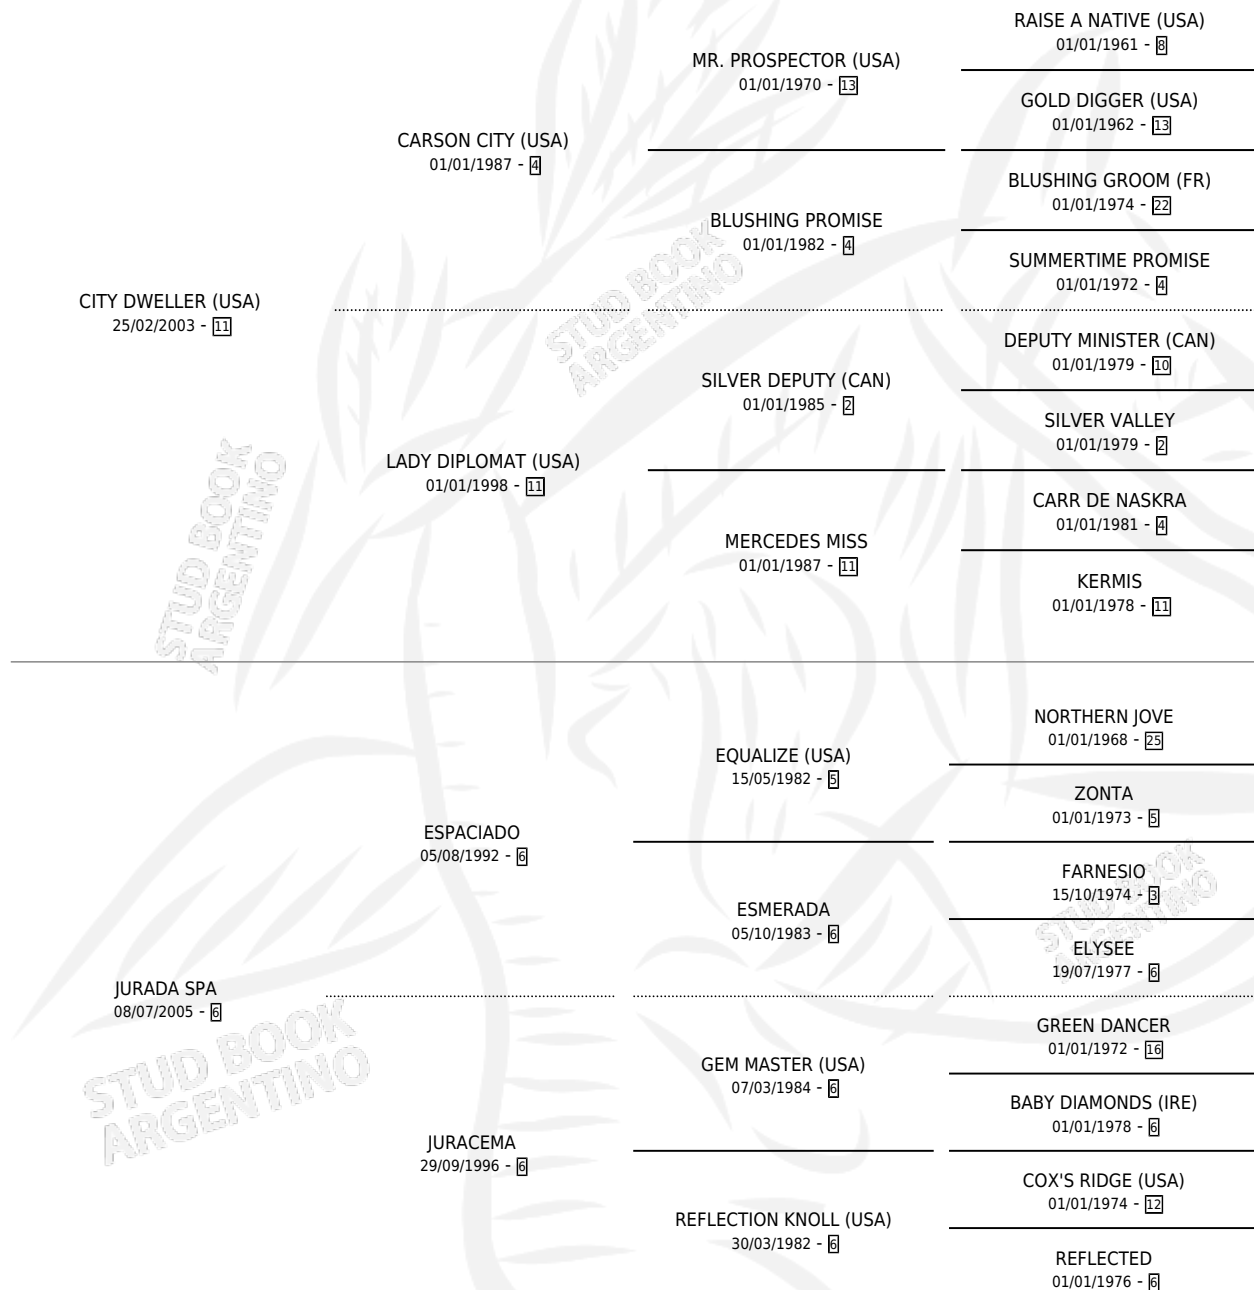 RAISE A NATIVE (USA)
01/01/1961 - 8
MR. PROSPECTOR (USA)
01/01/1970 - 13
GOLD DIGGER (USA)
01/01/1962 - 13
CARSON CITY (USA)
01/01/1987 - 4
BLUSHING GROOM (FR)
01/01/1974 - 22
BLUSHING PROMISE
01/01/1982 - 4
SUMMERTIME PROMISE
01/01/1972 - 4
CITY DWELLER (USA)
25/02/2003 - 11
STUD BOOK
ARGENTINO
DEPUTY MINISTER (CAN)
01/01/1979 - 10
SILVER DEPUTY (CAN)
01/01/1985 - 2
SILVER VALLEY
01/01/1979 - 2
LADY DIPLOMAT (USA)
01/01/1998 - 11
CARR DE NASKRA
01/01/1981 - 4
MERCEDES MISS
01/01/1987 - 11
KERMIS
01/01/1978 - 11
STUD BOOK
ARGENTINO
NORTHERN JOVE
01/01/1968 - 25
EQUALIZE (USA)
15/05/1982 - 5
ZONTA
01/01/1973 - 5
ESPACIADO
05/08/1992 - 6
FARNESIO
15/10/1974 - 3
ESMERADA
05/10/1983 - 6
STUD BOOK
ARGENTINO
ELYSEE
19/07/1977 - 6
JURADA SPA
08/07/2005 - 6
STUD BOOK
ARGENTINO
GREEN DANCER
01/01/1972 - 16
GEM MASTER (USA)
07/03/1984 - 6
BABY DIAMONDS (IRE)
01/01/1978 - 6
JURACEMA
29/09/1996 - 6
COX'S RIDGE (USA)
01/01/1974 - 12
REFLECTION KNOLL (USA)
30/03/1982 - 6
REFLECTED
01/01/1976 - 6